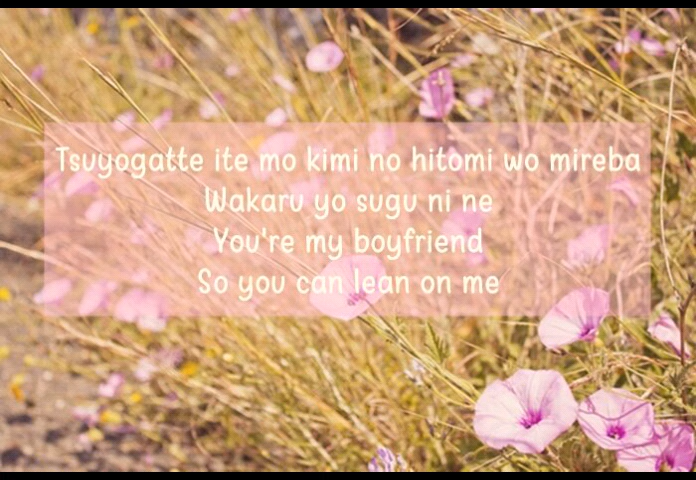 Tsuyogatte ite mo kimi no hitomi wo mireba
Wakaru yo sugu ni ne
You're my boyfriend
So you can lean on me